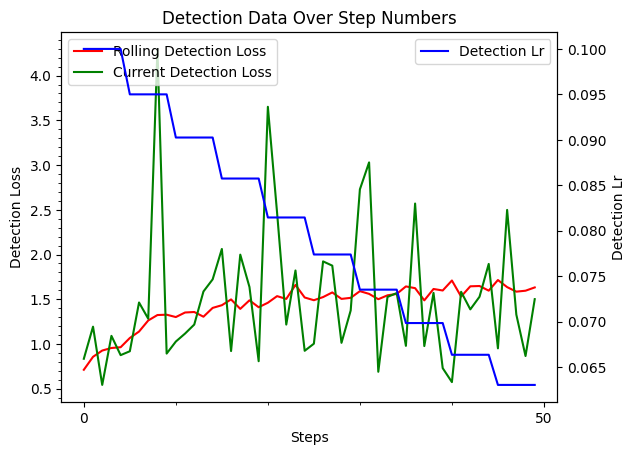 Detection Data Over Step Numbers
Rolling Detection Loss
Current Detection Loss
Detection Lr
4.0
3.5
3.0
2.5
2.0
1.5
1.0
0.5
Detection Loss
0.100
0.095
0.090
0.085
0.080
0.075
0.070
0.065
Detection Lr
0
50
Steps